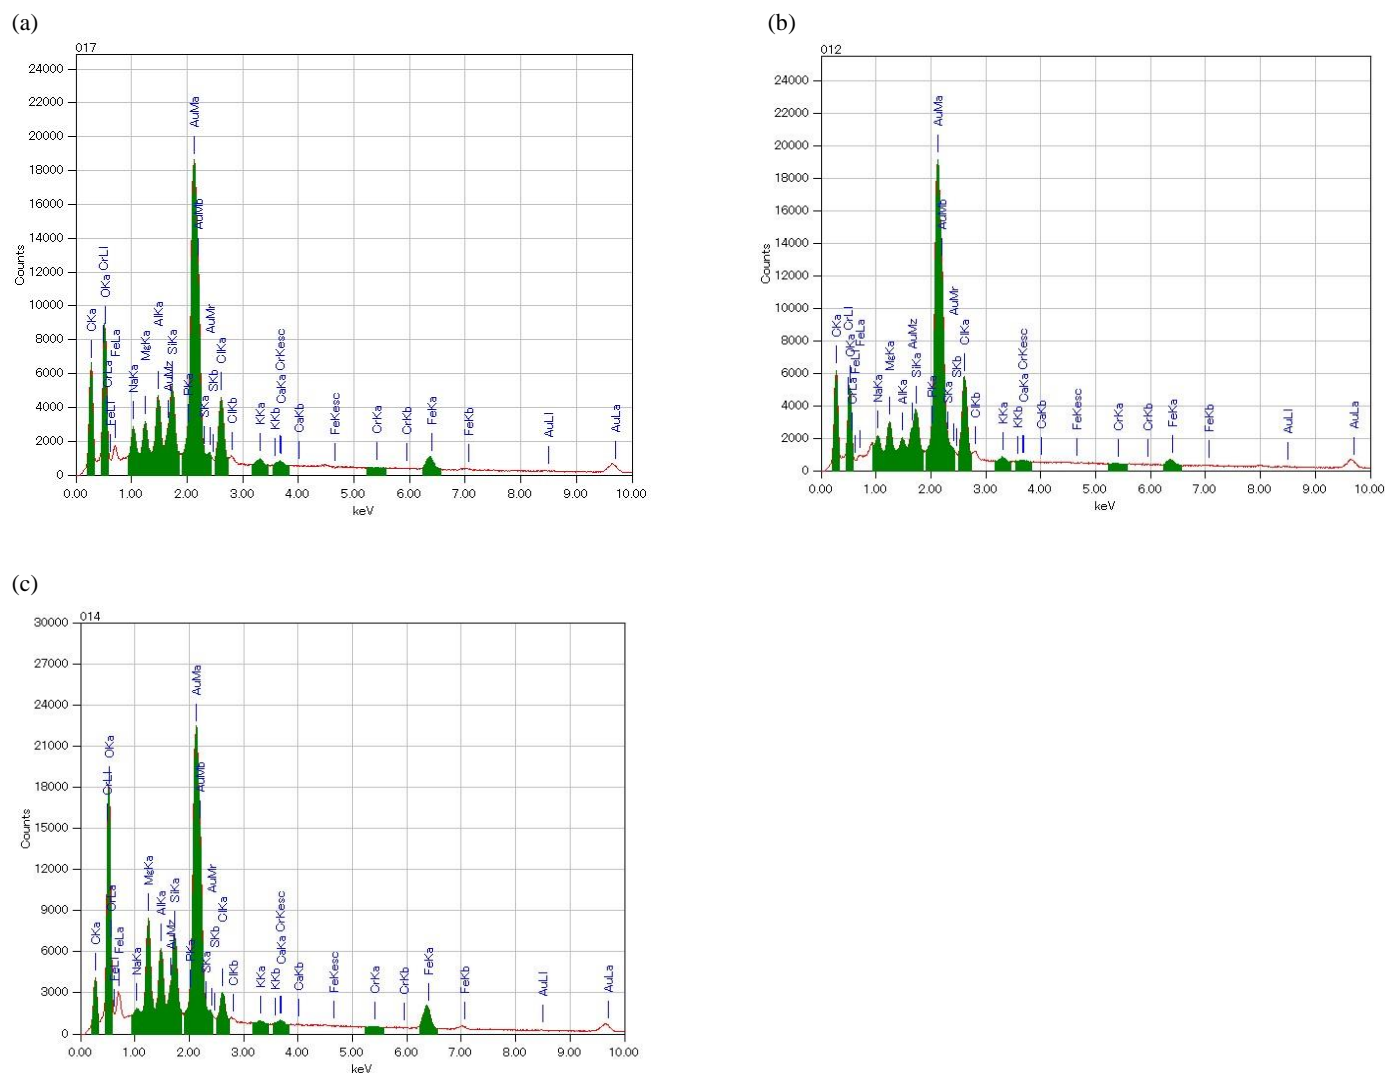 (a)
017
24000
22000
20000
18000
16000
14000
12000
10000
8000
6000
4000
2000
0
Counts
CKa
OKa
CrLl
CrLa
FeLl
FeLa
NaKa
MgKa
AlKa
AuMz
SiKa
PKa
AuMa
AuMb
SKa
AuMr
SKb
ClKa
ClKb
KKa
KKb
CaKa
CrKesc
CaKb
FeKesc
CrKa
CrKb
FeKa
FeKb
AuLl
AuLa
0.00 1.00 2.00 3.00 4.00 5.00 6.00 7.00 8.00 9.00 10.00
keV
(b)
012
24000
22000
20000
18000
16000
14000
12000
10000
8000
6000
4000
2000
0
Counts
CKa
CrLa
OKa
CrLl
FeLl
FeLa
NaKa
MgKa
AlKa
AuMz
SiKa
PKa
AuMa
AuMb
SKa
AuMr
SKb
ClKa
ClKb
KKa
KKb
CaKa
CrKesc
CaKb
FeKesc
CrKa
CrKb
FeKa
FeKb
AuLl
AuLa
0.00 1.00 2.00 3.00 4.00 5.00 6.00 7.00 8.00 9.00 10.00
keV
(c)
014
30000
27000
24000
21000
18000
15000
12000
9000
6000
3000
0
Counts
CKa
CrLl
OKa
CrLa
FeLl
FeLa
NaKa
MgKa
AlKa
AuMz
SiKa
PKa
AuMa
AuMb
SKa
AuMr
SKb
ClKa
ClKb
KKa
KKb
CaKa
CrKesc
CaKb
FeKesc
CrKa
CrKb
FeKa
FeKb
AuLl
AuLa
0.00 1.00 2.00 3.00 4.00 5.00 6.00 7.00 8.00 9.00 10.00
keV